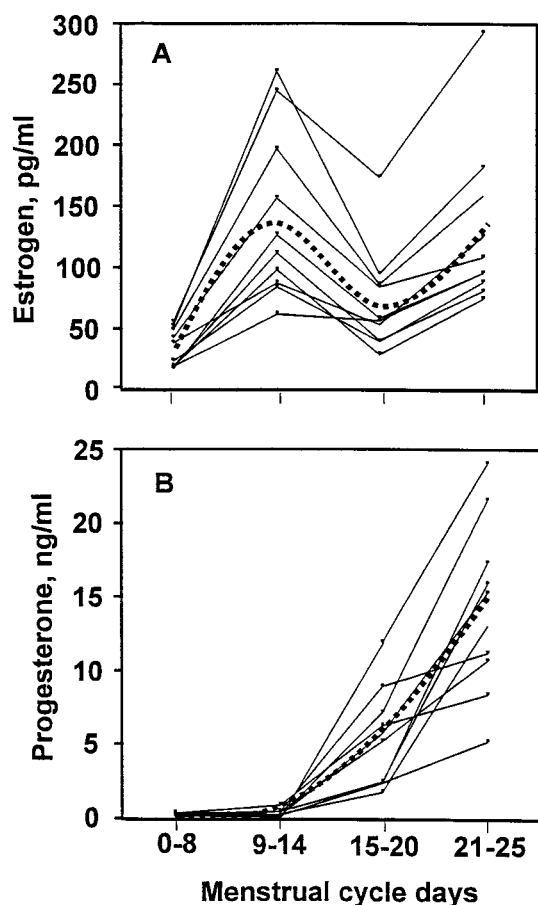 A
Estrogen, pg/ml
300
250
200
150
100
50
0
B
Progesterone, ng/ml
25
20
15
10
5
0
0-8 9-14 15-20 21-25
Menstrual cycle days